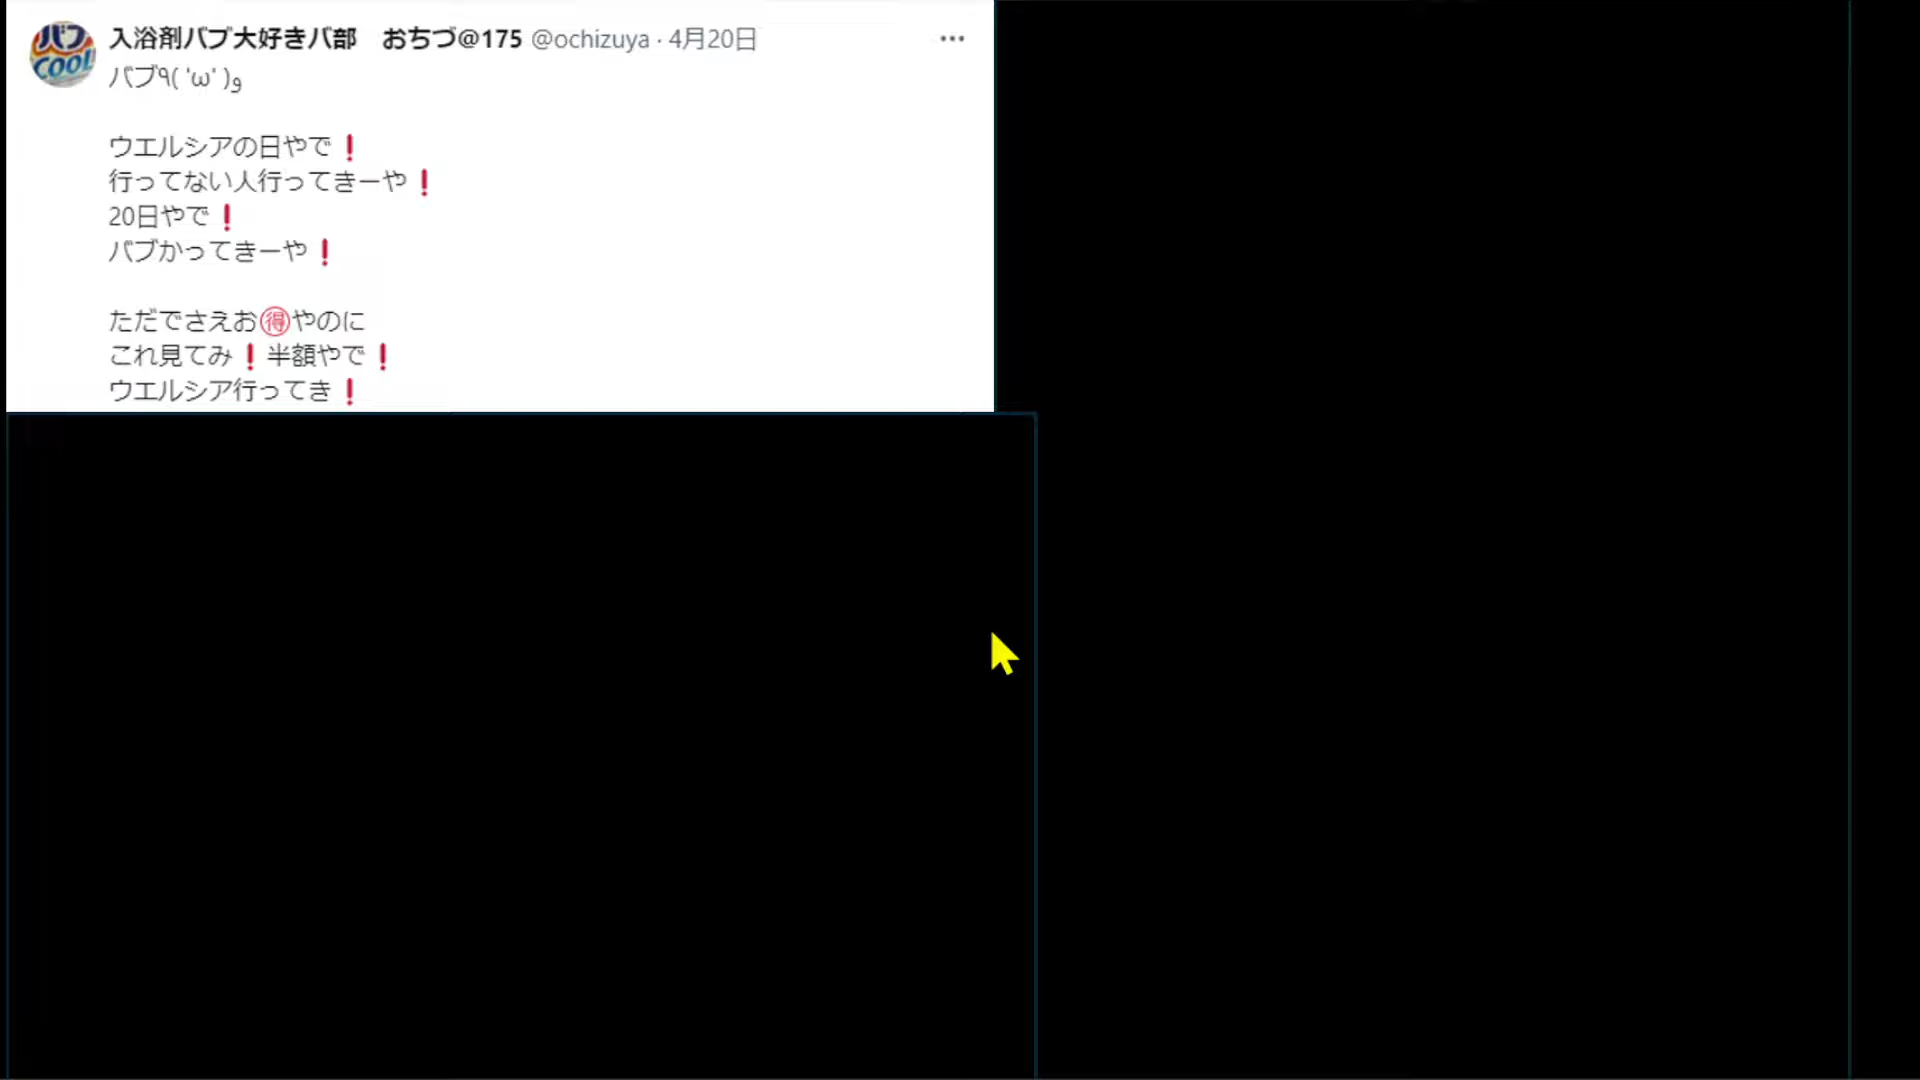 入浴剤バブ大好きバ部　おちづ@175 @ochizuya · 4月20日
バブ٩( 'ω' )و
ウエルシアの日やで❗
行ってない人行ってきーや❗
20日やで❗
バブかってきーや❗
ただでさえお🉐やのに
これ見てみ❗半額やで❗
ウエルシア行ってき❗
バブ
COOL